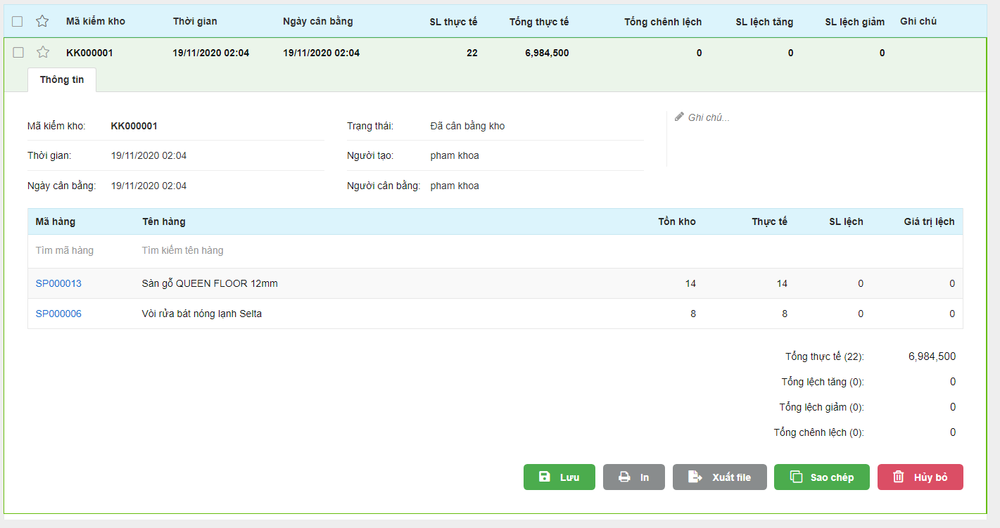 Mã kiểm kho Thời gian Ngày cân bằng SL thực tế Tổng thực tế Tổng chênh lệch SL lệch tăng SL lệch giảm Ghi chú
KK000001 19/11/2020 02:04 19/11/2020 02:04 22 6,984,500 0 0 0
Thông tin
Mã kiểm kho: KK000001 Trạng thái: Đã cân bằng kho Ghi chú...
Thời gian: 19/11/2020 02:04 Người tạo: pham khoa
Ngày cân bằng: 19/11/2020 02:04 Người cân bằng: pham khoa
Mã hàng Tên hàng Tồn kho Thực tế SL lệch Giá trị lệch
Tìm mã hàng Tìm kiếm tên hàng
SP000013 Sàn gỗ QUEEN FLOOR 12mm 14 14 0 0
SP000006 Vòi rửa bát nóng lạnh Selta 8 8 0 0
Tổng thực tế (22): 6,984,500
Tổng lệch tăng (0): 0
Tổng lệch giảm (0): 0
Tổng chênh lệch (0): 0
Lưu In Xuất file Sao chép Hủy bỏ